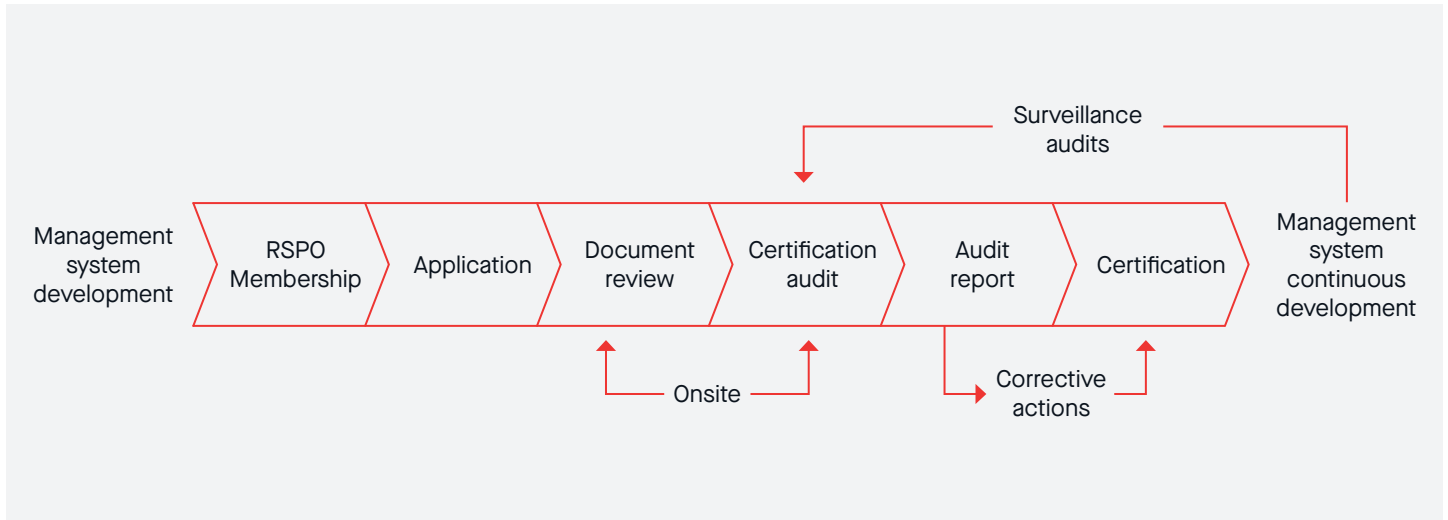 Surveillance
audits
Management
system
development
RSPO
Membership
Application
Document
review
Certification
audit
Audit
report
Certification
Management
system
continuous
development
Onsite
Corrective
actions